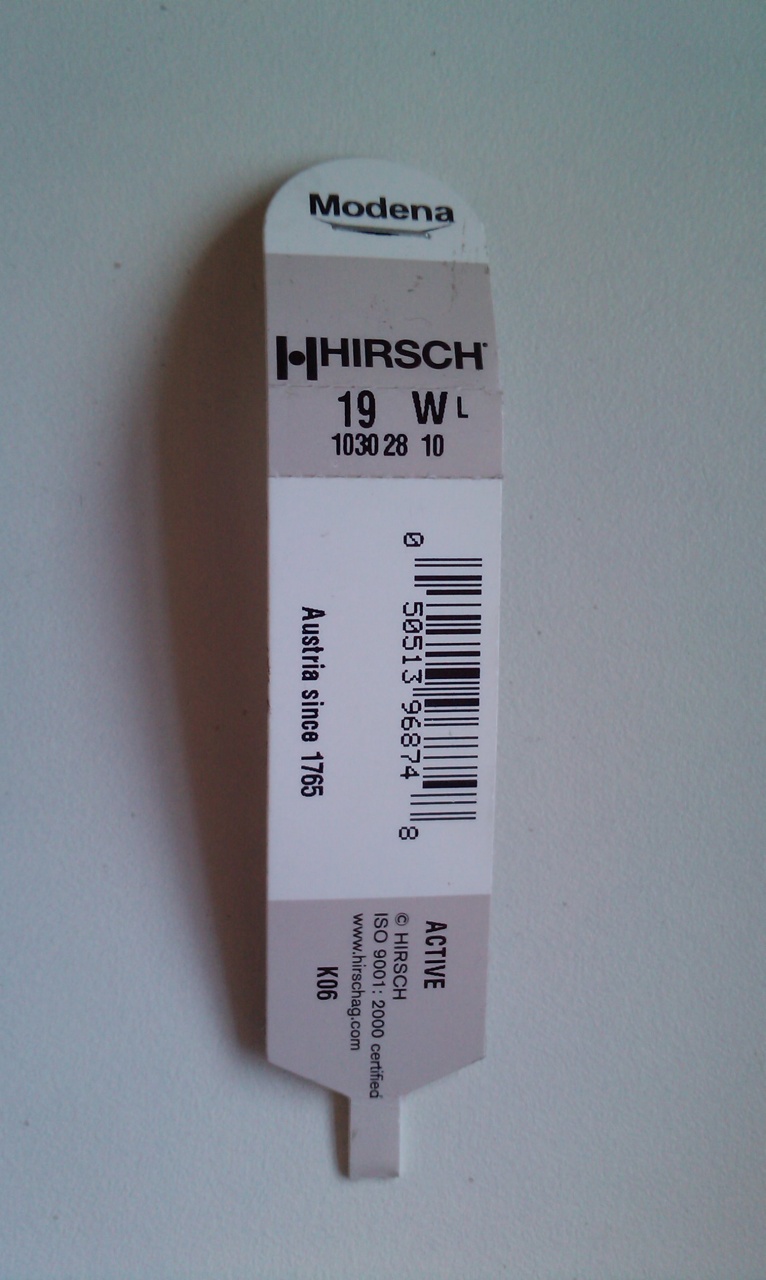 Modena
HIRSCH
19 W L
1030 28 10
0 50513 96874 8
Austria since 1765
ACTIVE
© HIRSCH
ISO 9001: 2000 certified
www.hirschag.com
K06